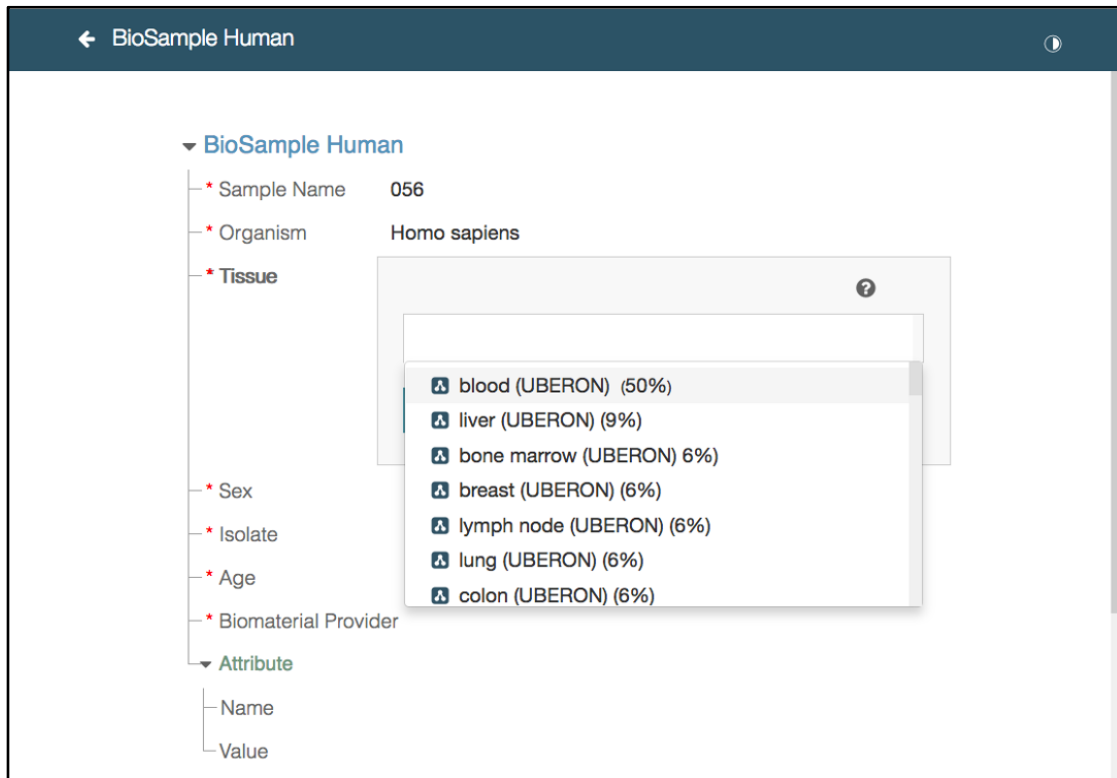 BioSample Human
BioSample Human
* Sample Name 056
* Organism Homo sapiens
* Tissue
?
blood (UBERON) (50%)
liver (UBERON) (9%)
bone marrow (UBERON) 6%)
breast (UBERON) (6%)
lymph node (UBERON) (6%)
lung (UBERON) (6%)
colon (UBERON) (6%)
* Sex
* Isolate
* Age
* Biomaterial Provider
Attribute
Name
Value